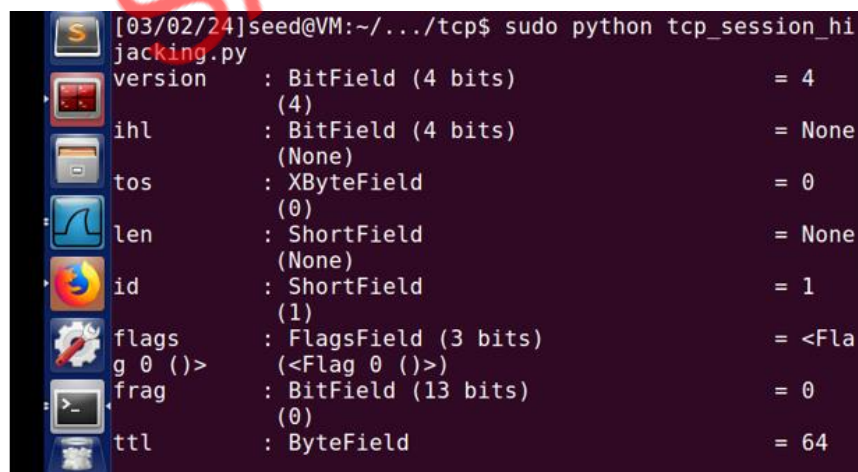 [03/02/24]seed@VM:~/.../tcp$ sudo python tcp_session_hi
jacking.py
version : BitField (4 bits) = 4
(4)
ihl : BitField (4 bits) = None
(None)
tos : XByteField = 0
(0)
len : ShortField = None
(None)
id : ShortField = 1
(1)
flags : FlagsField (3 bits) = <Fla
g 0 ()> (<Flag 0 ()>)
frag : BitField (13 bits) = 0
(0)
ttl : ByteField = 64